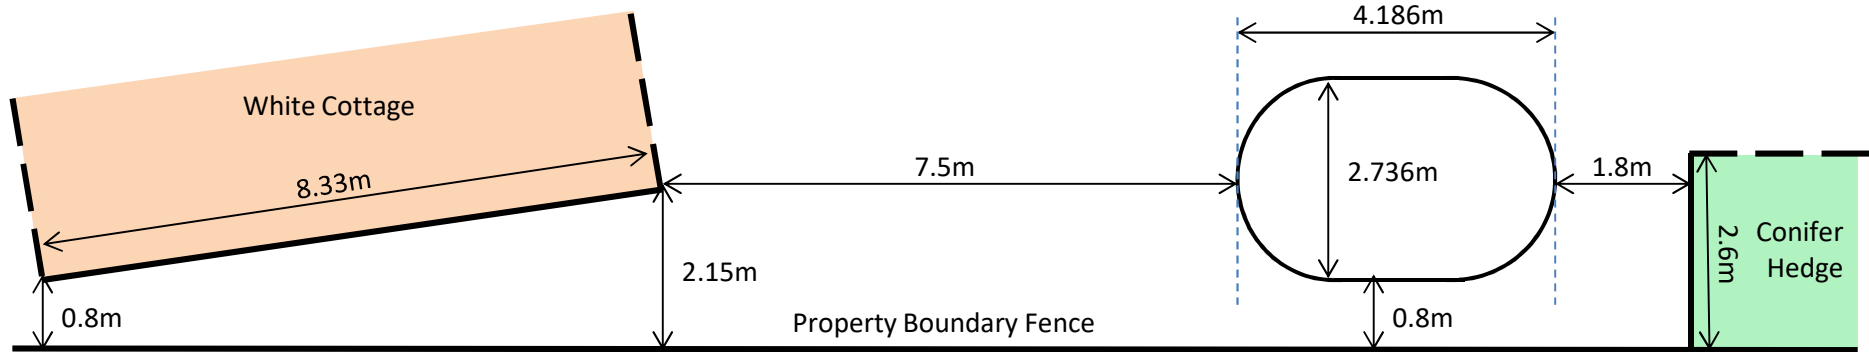 4.186m
White Cottage
8.33m
7.5m
2.736m
1.8m
2.6m
Conifer
Hedge
2.15m
0.8m
Property Boundary Fence
0.8m